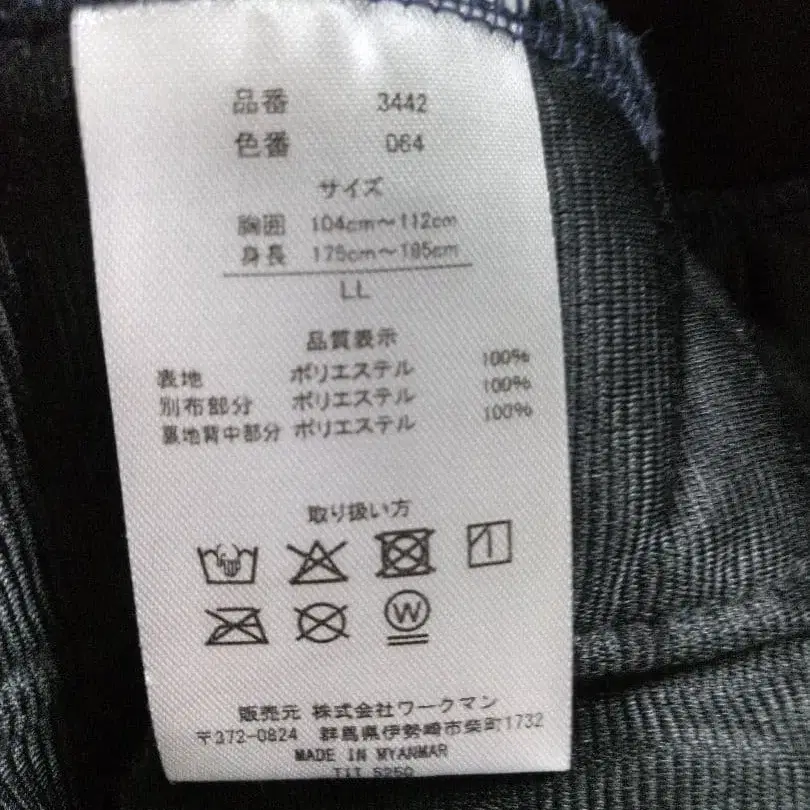 品番 3442
色番 064
サイズ
胸囲 104cm～112cm
身長 175cm～185cm
LL
品質表示
表地 ポリエステル 100%
別布部分 ポリエステル 100%
裏地背中部分 ポリエステル 100%
取り扱い方
W
販売元 株式会社ワークマン
〒372-0824 群馬県伊勢崎市柴町1732
MADE IN MYANMAR
TIT 5250